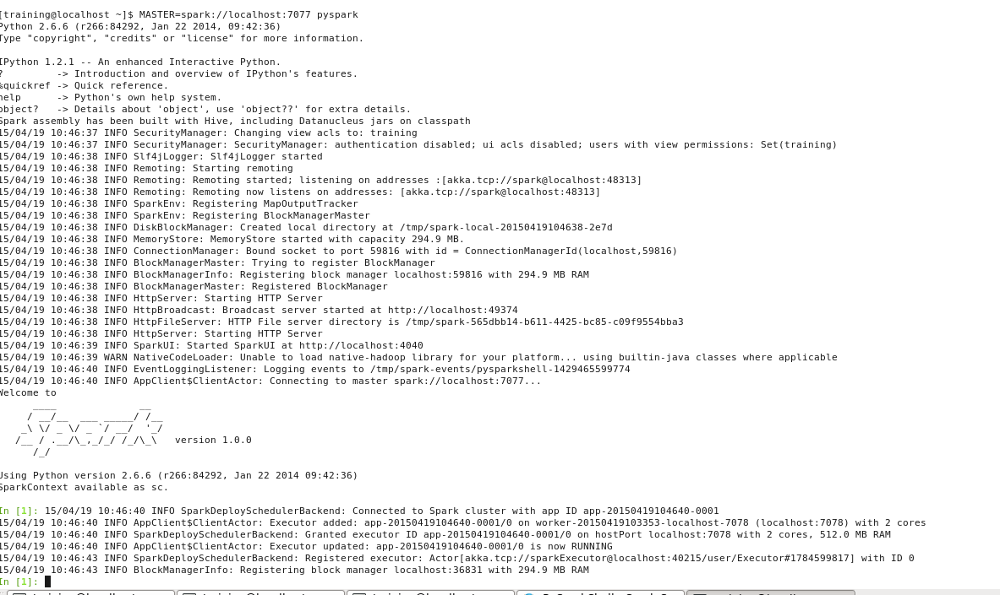 [training@localhost ~]$ MASTER=spark://localhost:7077 pyspark
Python 2.6.6 (r266:84292, Jan 22 2014, 09:42:36)
Type "copyright", "credits" or "license" for more information.
IPython 1.2.1 -- An enhanced Interactive Python.
?         -> Introduction and overview of IPython's features.
%quickref -> Quick reference.
help      -> Python's own help system.
object?   -> Details about 'object', use 'object??' for extra details.
Spark assembly has been built with Hive, including Datanucleus jars on classpath
15/04/19 10:46:37 INFO SecurityManager: Changing view acls to: training
15/04/19 10:46:37 INFO SecurityManager: SecurityManager: authentication disabled; ui acls disabled; users with view permissions: Set(training)
15/04/19 10:46:38 INFO Slf4jLogger: Slf4jLogger started
15/04/19 10:46:38 INFO Remoting: Starting remoting
15/04/19 10:46:38 INFO Remoting: Remoting started; listening on addresses :[akka.tcp://spark@localhost:48313]
15/04/19 10:46:38 INFO Remoting: Remoting now listens on addresses: [akka.tcp://spark@localhost:48313]
15/04/19 10:46:38 INFO SparkEnv: Registering MapOutputTracker
15/04/19 10:46:38 INFO SparkEnv: Registering BlockManagerMaster
15/04/19 10:46:38 INFO DiskBlockManager: Created local directory at /tmp/spark-local-20150419104638-2e7d
15/04/19 10:46:38 INFO MemoryStore: MemoryStore started with capacity 294.9 MB.
15/04/19 10:46:38 INFO ConnectionManager: Bound socket to port 59816 with id = ConnectionManagerId(localhost,59816)
15/04/19 10:46:38 INFO BlockManagerMaster: Trying to register BlockManager
15/04/19 10:46:38 INFO BlockManagerInfo: Registering block manager localhost:59816 with 294.9 MB RAM
15/04/19 10:46:38 INFO BlockManagerMaster: Registered BlockManager
15/04/19 10:46:38 INFO HttpServer: Starting HTTP Server
15/04/19 10:46:38 INFO HttpBroadcast: Broadcast server started at http://localhost:49374
15/04/19 10:46:38 INFO HttpFileServer: HTTP File server directory is /tmp/spark-565dbb14-b611-4425-bc85-c09f9554bba3
15/04/19 10:46:38 INFO HttpServer: Starting HTTP Server
15/04/19 10:46:39 INFO SparkUI: Started SparkUI at http://localhost:4040
15/04/19 10:46:39 WARN NativeCodeLoader: Unable to load native-hadoop library for your platform... using builtin-java classes where applicable
15/04/19 10:46:40 INFO EventLoggingListener: Logging events to /tmp/spark-events/pysparkshell-1429465599774
15/04/19 10:46:40 INFO AppClient$ClientActor: Connecting to master spark://localhost:7077...
Welcome to
      ____              __
     / __/__  ___ _____/ /__
    _\ \/ _ \/ _ `/ __/  '_/
   /__ / .__/\_,_/_/ /_/\_\   version 1.0.0
      /_/
Using Python version 2.6.6 (r266:84292, Jan 22 2014 09:42:36)
SparkContext available as sc.
In [1]: 15/04/19 10:46:40 INFO SparkDeploySchedulerBackend: Connected to Spark cluster with app ID app-20150419104640-0001
15/04/19 10:46:40 INFO AppClient$ClientActor: Executor added: app-20150419104640-0001/0 on worker-20150419103353-localhost-7078 (localhost:7078) with 2 cores
15/04/19 10:46:40 INFO SparkDeploySchedulerBackend: Granted executor ID app-20150419104640-0001/0 on hostPort localhost:7078 with 2 cores, 512.0 MB RAM
15/04/19 10:46:40 INFO AppClient$ClientActor: Executor updated: app-20150419104640-0001/0 is now RUNNING
15/04/19 10:46:43 INFO SparkDeploySchedulerBackend: Registered executor: Actor[akka.tcp://sparkExecutor@localhost:40215/user/Executor#1784599817] with ID 0
15/04/19 10:46:43 INFO BlockManagerInfo: Registering block manager localhost:36831 with 294.9 MB RAM
In [1]: